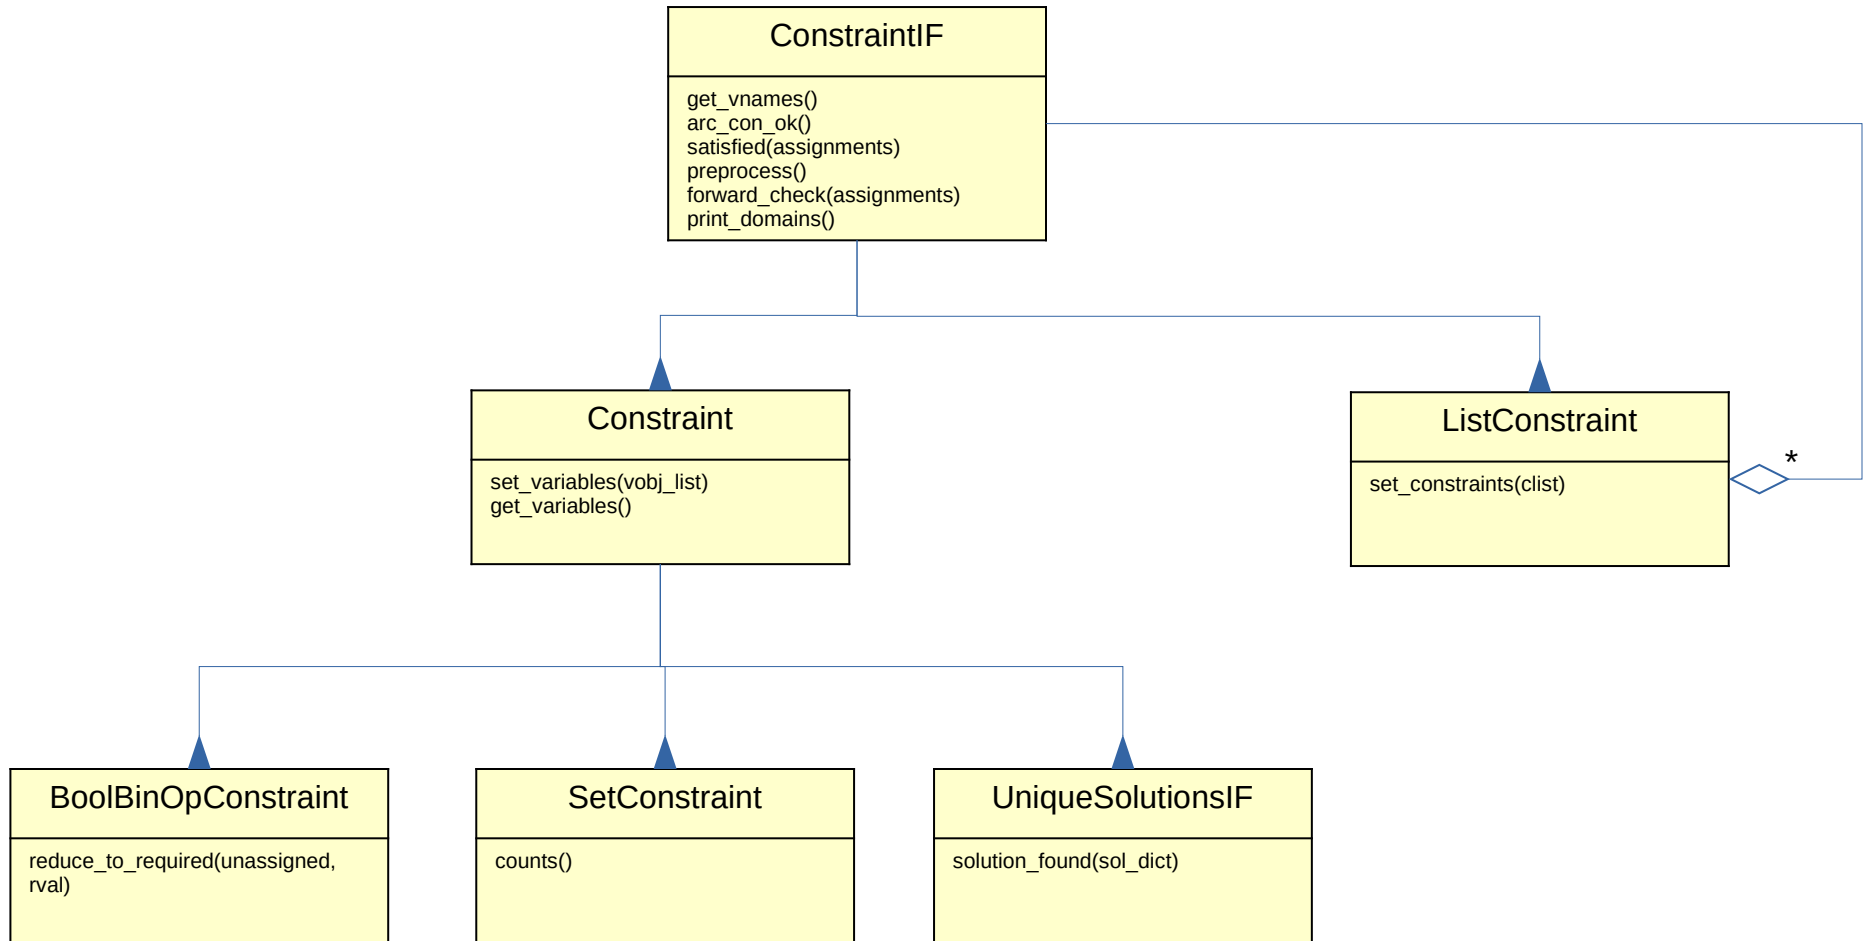 ConstraintIF
get_vnames()
arc_con_ok()
satisfied(assignments)
preprocess()
forward_check(assignments)
print_domains()
Constraint
set_variables(vobj_list)
get_variables()
ListConstraint
set_constraints(clist)
*
BoolBinOpConstraint
reduce_to_required(unassigned,
rval)
SetConstraint
counts()
UniqueSolutionsIF
solution_found(sol_dict)